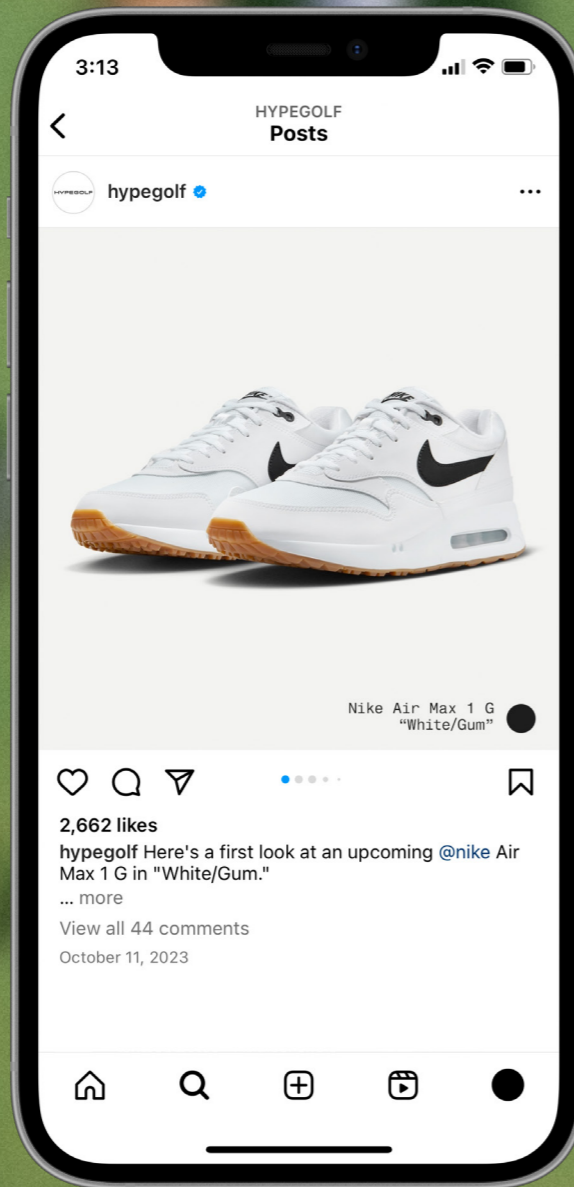 3:13
HYPEGOLF
Posts
HYPEGOLF
hypegolf
NIKE
NIKE
Nike Air Max 1 G
“White/Gum”
2,662 likes
hypegolf Here's a first look at an upcoming @nike Air
Max 1 G in "White/Gum."
... more
View all 44 comments
October 11, 2023